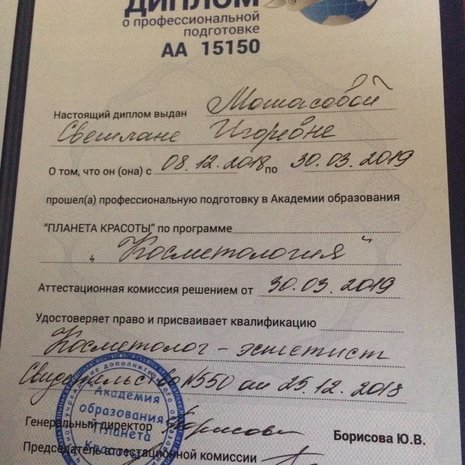 ДИПЛОМ
о профессиональной
подготовке
АА 15150
Настоящий диплом выдан Мошасовой
Светлане Игоревне
О том, что он (она) с 08.12.2018 по 30.03.2019
прошел(а) профессиональную подготовку в Академии образования
"ПЛАНЕТА КРАСОТЫ" по программе
„Косметология"
Аттестационная комиссия решением от 30.03.2019
Удостоверяет право и присваивает квалификацию
Косметолог-эстетист
Свидетельство №550 от 25.12.2018
Генеральный директор Борисова Борисова Ю.В.
Председатель аттестационной комиссии
Академия
образования
Планета